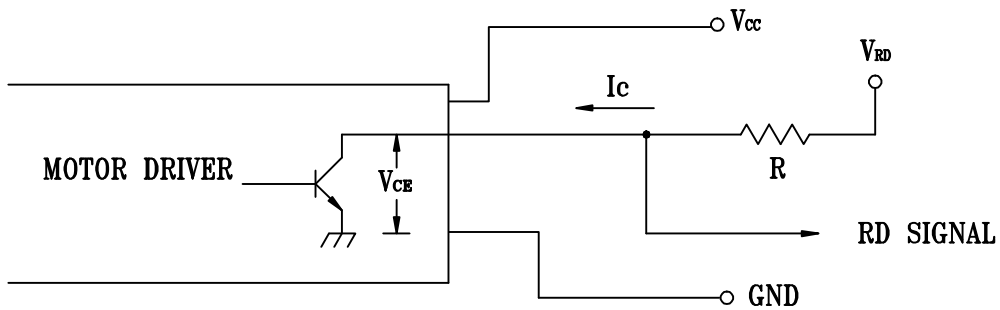 VCC
VRD
Ic
MOTOR DRIVER
VCE
R
RD SIGNAL
GND